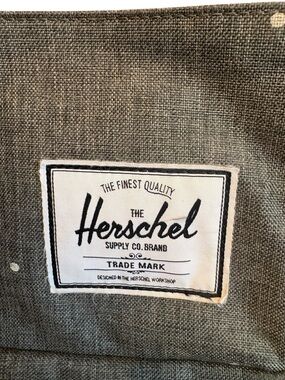 THE FINEST QUALITY
THE
Herschel
SUPPLY CO. BRAND
TRADE MARK
DESIGNED IN THE HERSCHEL WORKSHOP